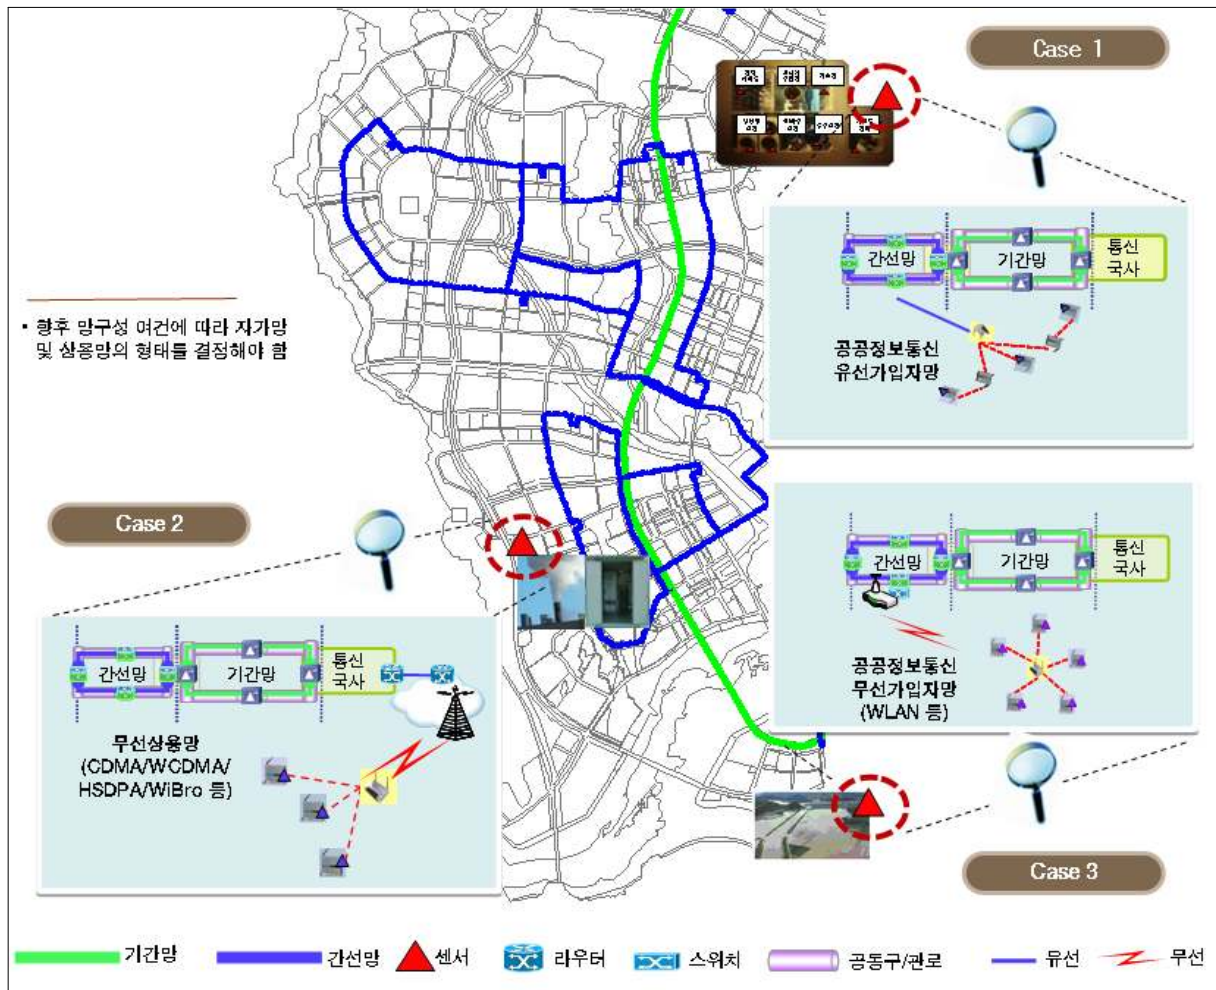 Case 1
간선망
기간망
통신
국사
공공정보통신
유선가입자망
• 향후 망구성 여건에 따라 자가망
및 상용망의 형태를 결정해야 함
Case 2
간선망
기간망
통신
국사
무선상용망
(CDMA/WCDMA/
HSDPA/WiBro 등)
간선망
기간망
통신
국사
공공정보통신
무선가입자망
(WLAN 등)
Case 3
기간망
간선망
센서
라우터
스위치
공동구/관로
유선
무선